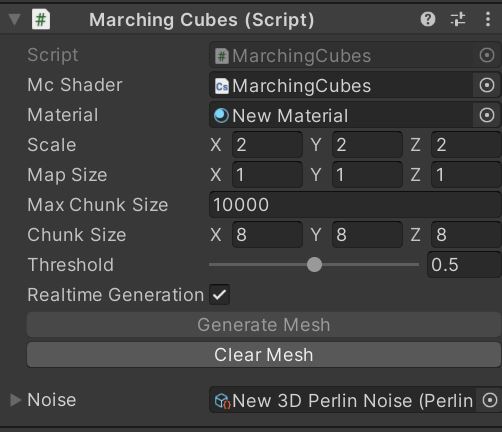 Marching Cubes (Script)
Script MarchingCubes
Mc Shader MarchingCubes
Material New Material
Scale X 2 Y 2 Z 2
Map Size X 1 Y 1 Z 1
Max Chunk Size 10000
Chunk Size X 8 Y 8 Z 8
Threshold 0.5
Realtime Generation
Generate Mesh
Clear Mesh
Noise New 3D Perlin Noise (Perlin